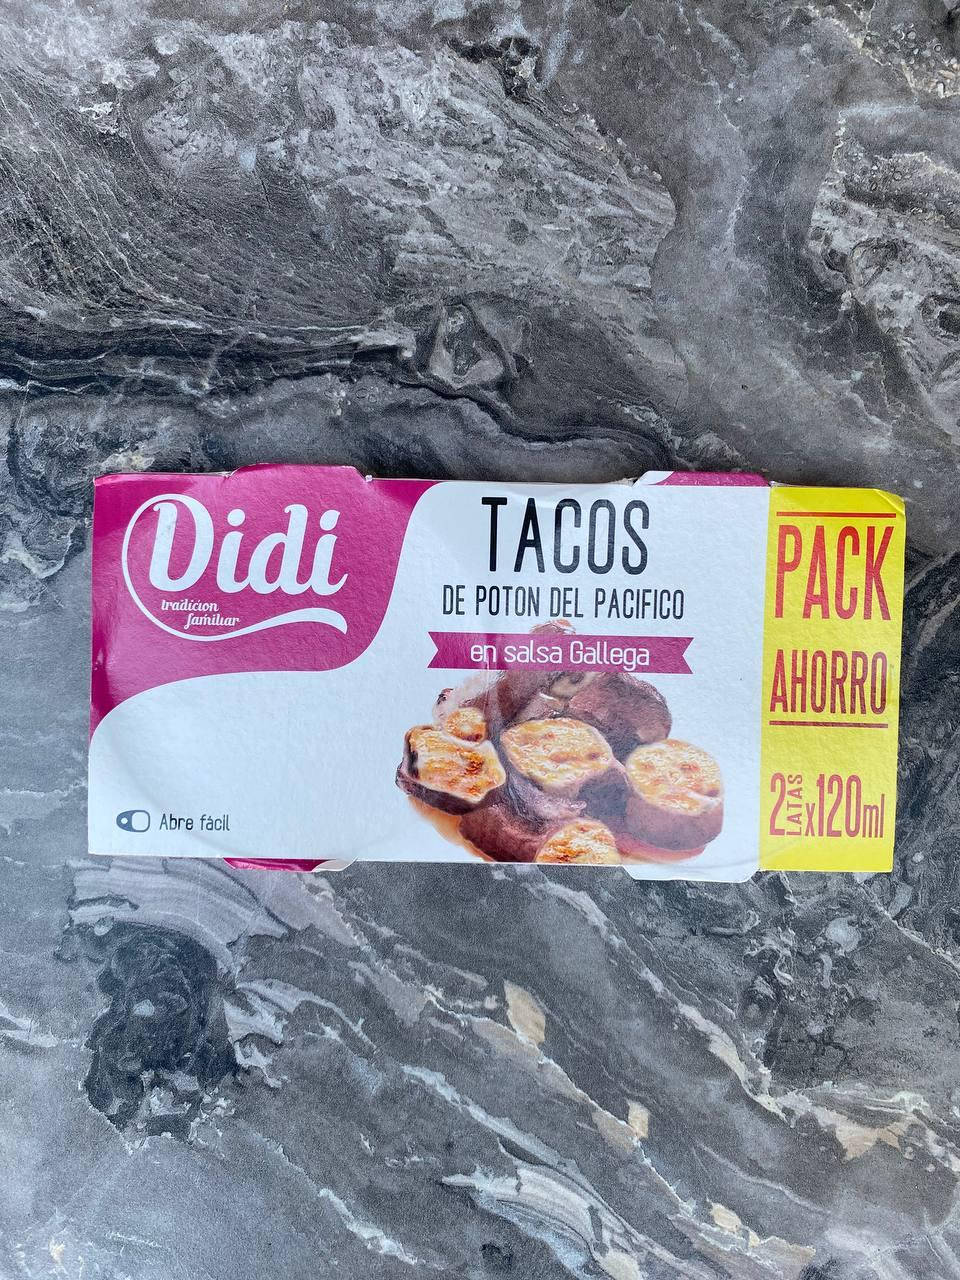 Didi
tradicion
familiar
TACOS
DE POTON DEL PACIFICO
en salsa Gallega
Abre fácil
PACK
AHORRO
2 LATAS x120ml